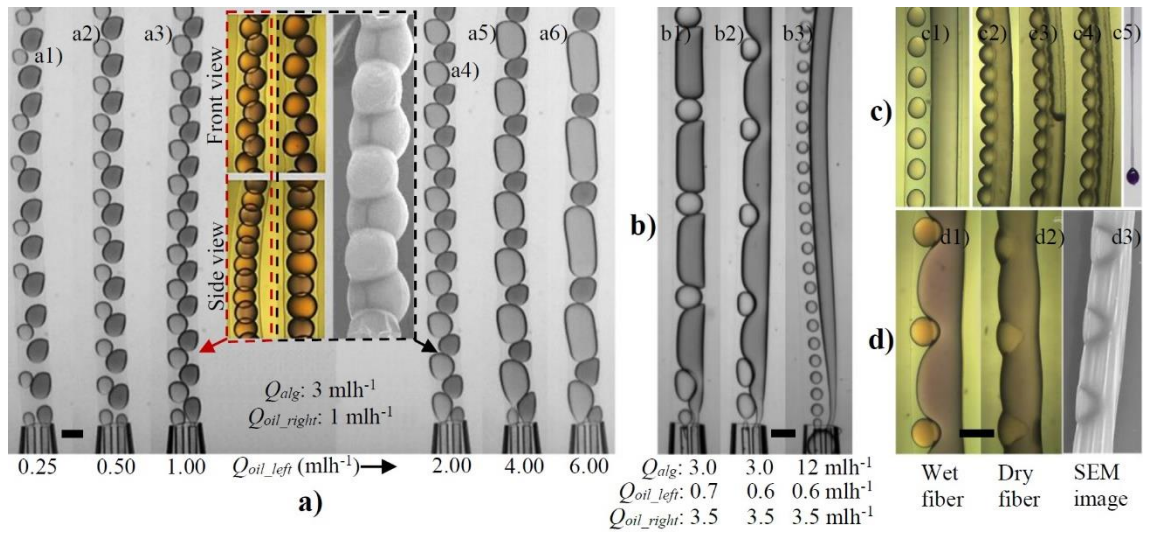 a1)
a2)
a3)
Front view
Side view
a4)
a5)
a6)
Q_alg: 3 mlh⁻¹
Q_oil_right: 1 mlh⁻¹
0.25 0.50 1.00 Q_oil_left (mlh⁻¹) 2.00 4.00 6.00
a)
b1) b2) b3)
b)
Q_alg: 3.0 3.0 12 mlh⁻¹
Q_oil_left: 0.7 0.6 0.6 mlh⁻¹
Q_oil_right: 3.5 3.5 3.5 mlh⁻¹
c1) c2) c3) c4) c5)
c)
d1) d2) d3)
d)
Wet fiber
Dry fiber
SEM image